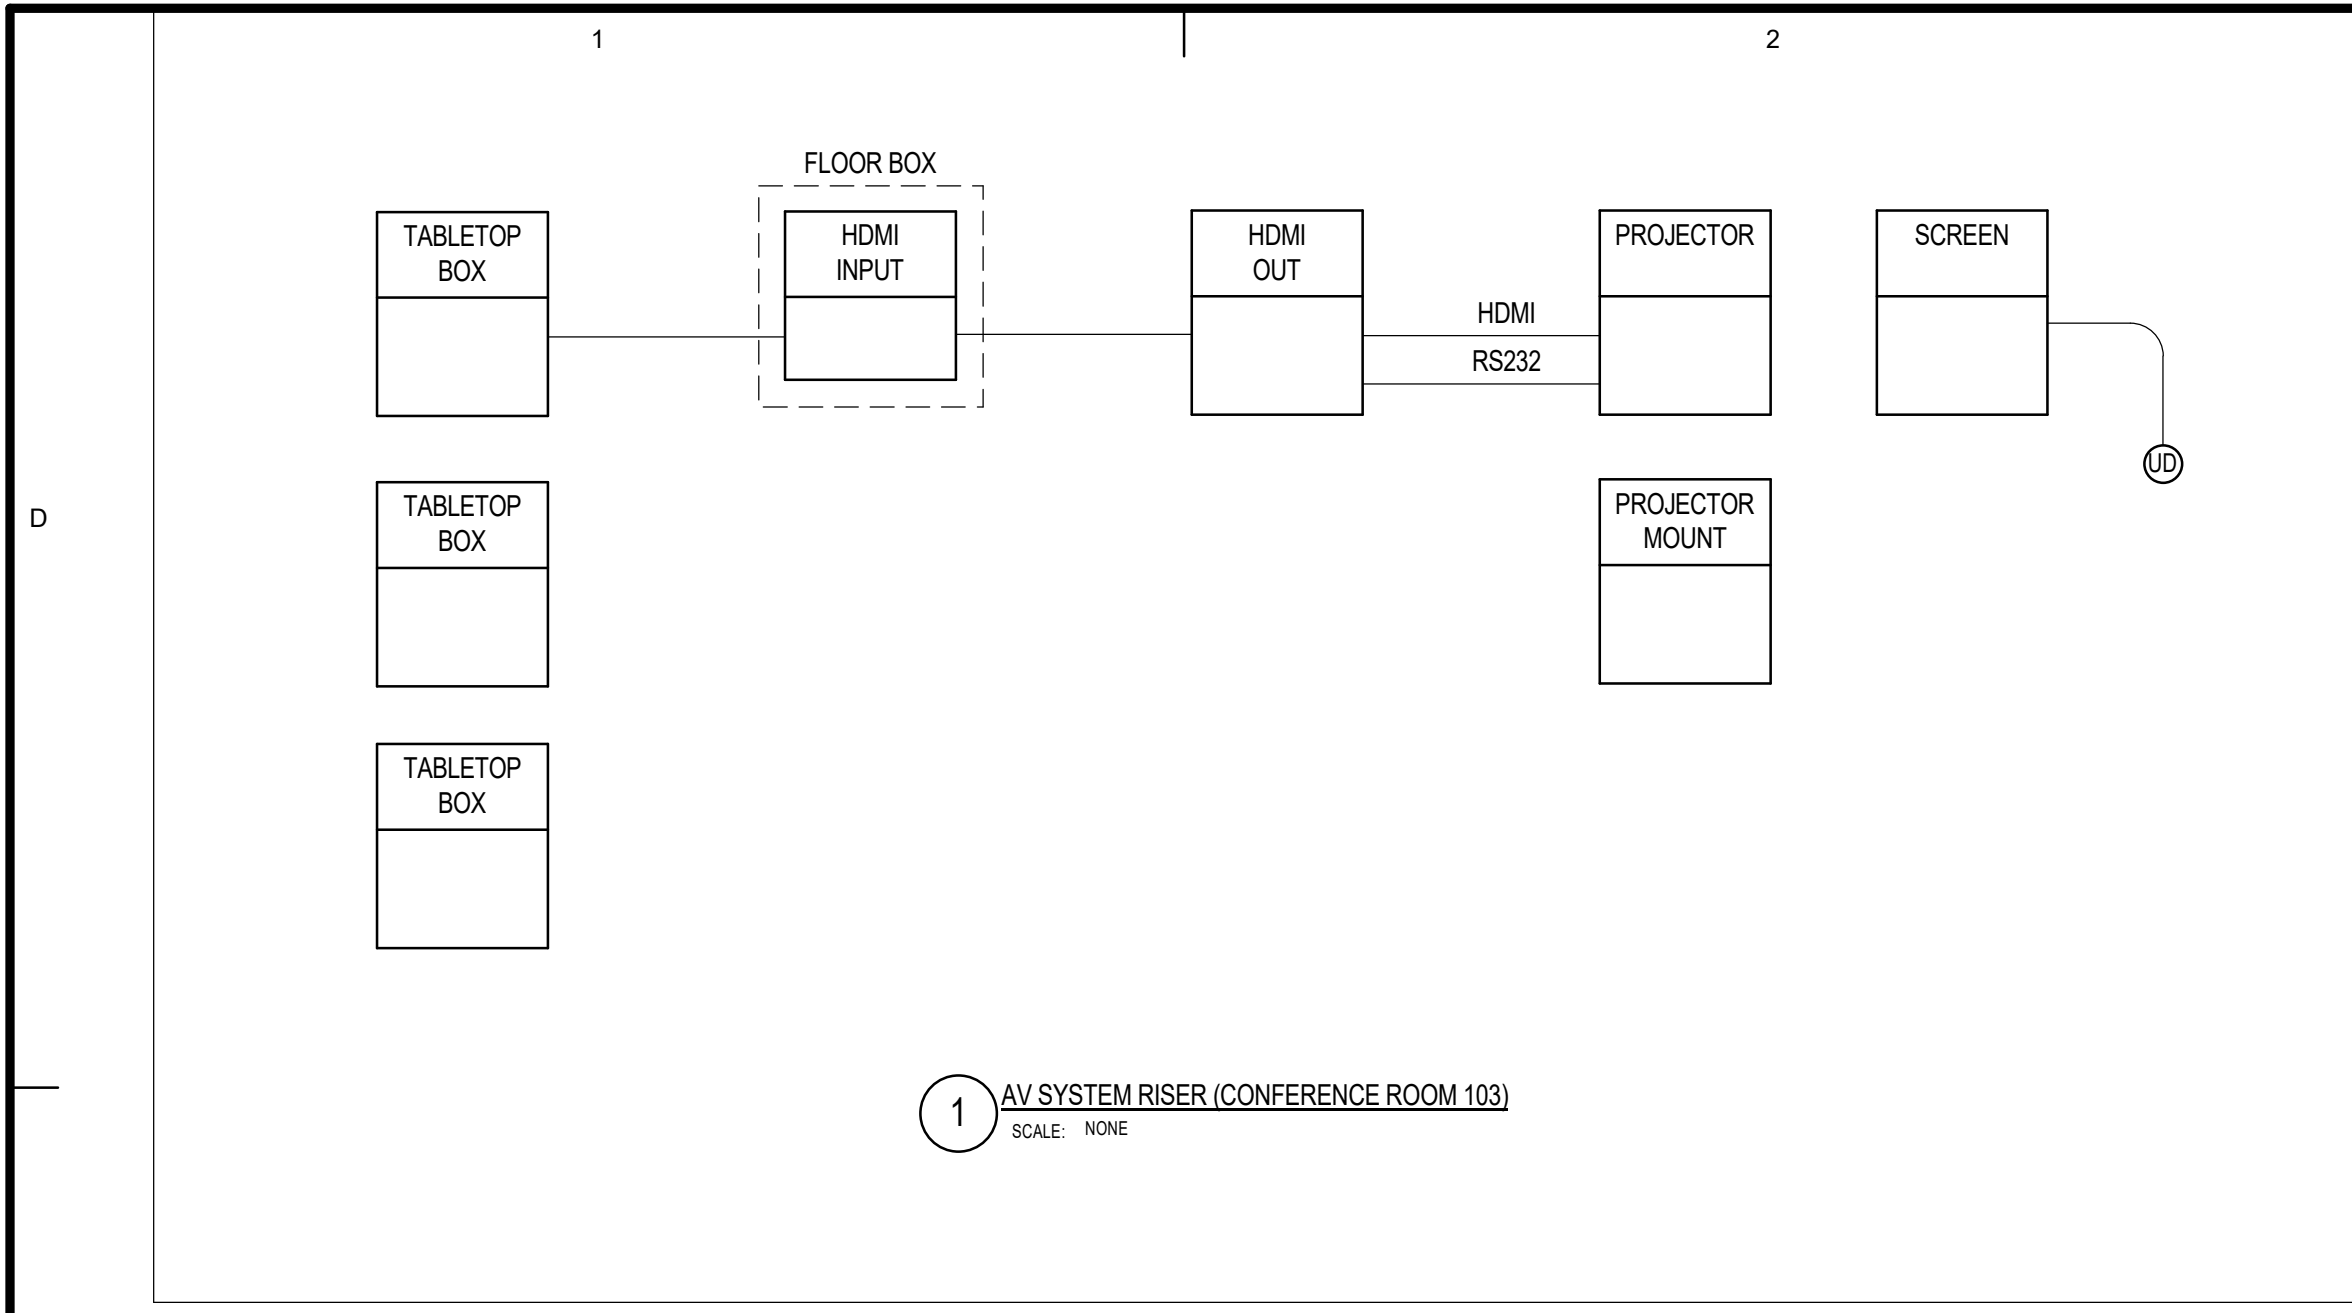 1
2
FLOOR BOX
TABLETOP
BOX
HDMI
INPUT
HDMI
OUT
HDMI
RS232
PROJECTOR
SCREEN
UD
D
TABLETOP
BOX
PROJECTOR
MOUNT
TABLETOP
BOX
1
AV SYSTEM RISER (CONFERENCE ROOM 103)
SCALE: NONE